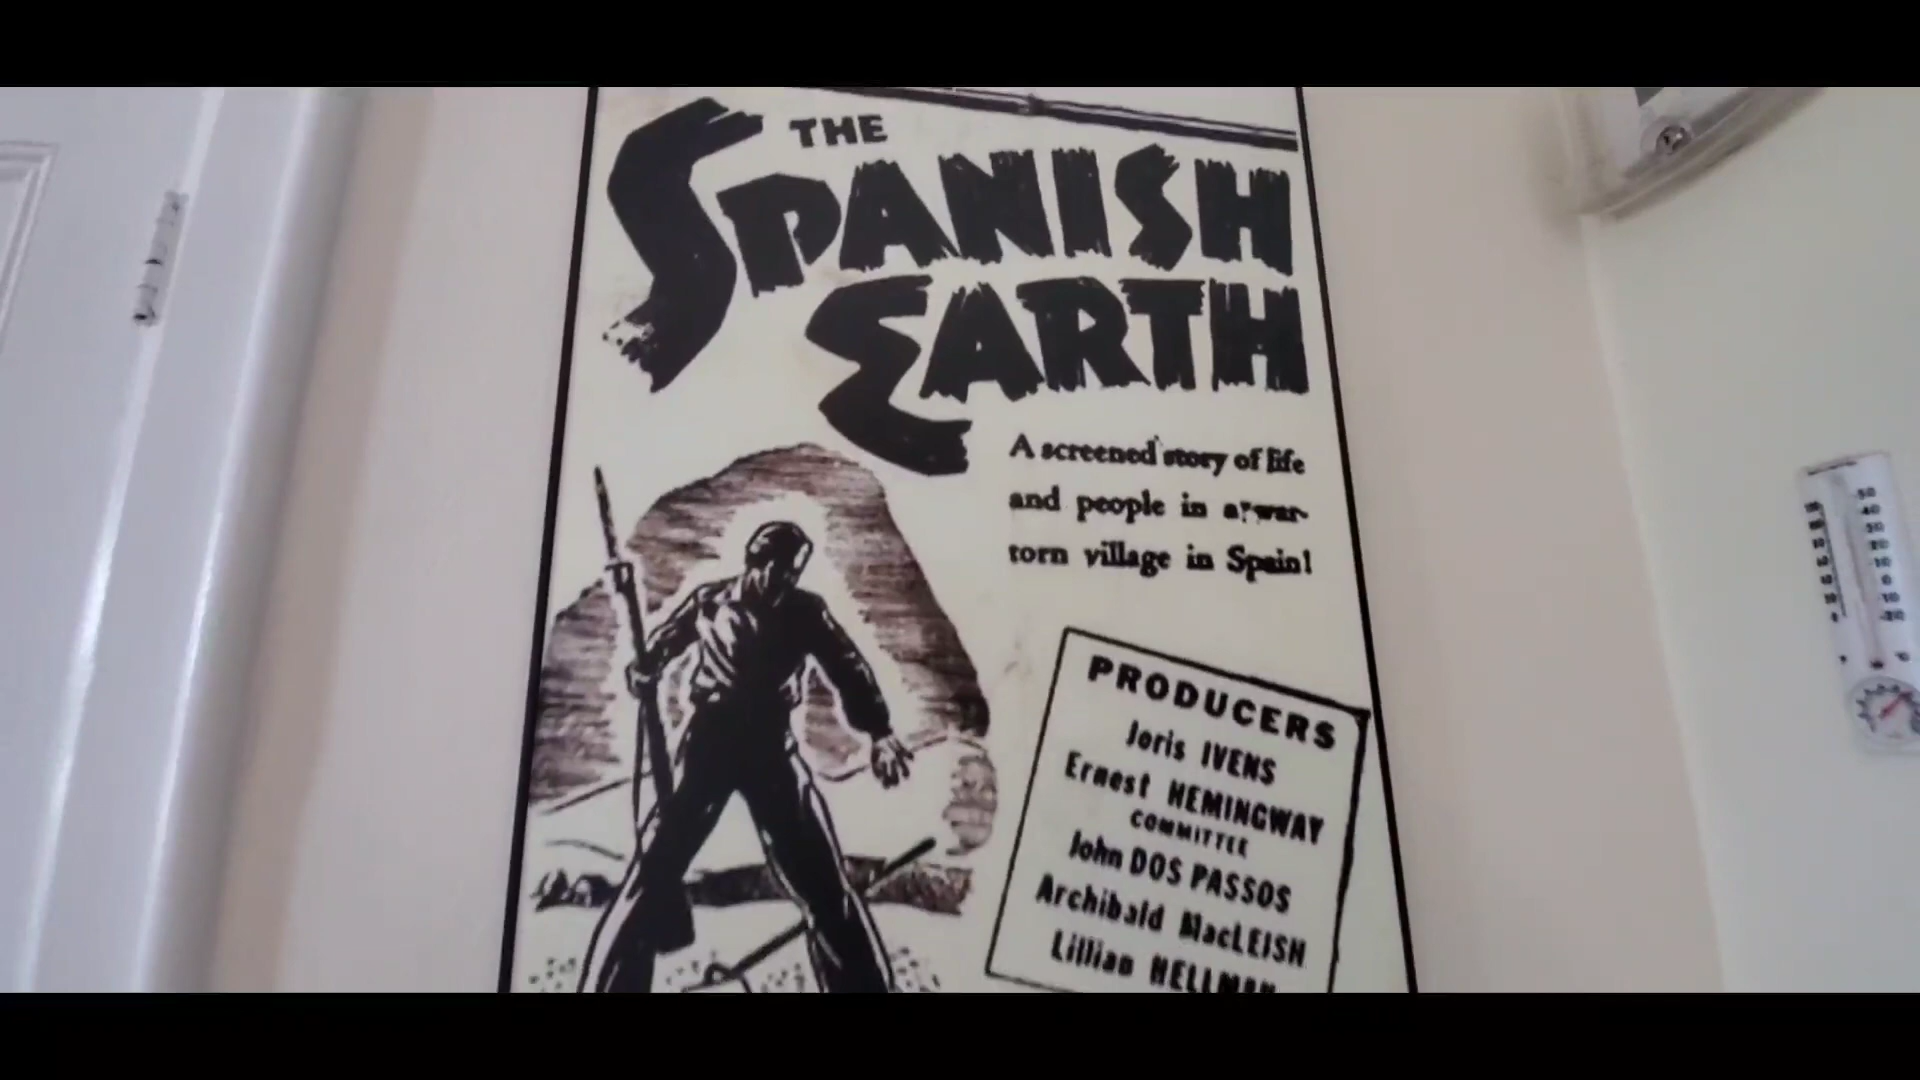 THE
SPANISH
EARTH
A screened story of life
and people in a war-
torn village in Spain!
PRODUCERS
Joris IVENS
Ernest HEMINGWAY
COMMITTEE
John DOS PASSOS
Archibald MacLEISH
Lillian HELLMAN